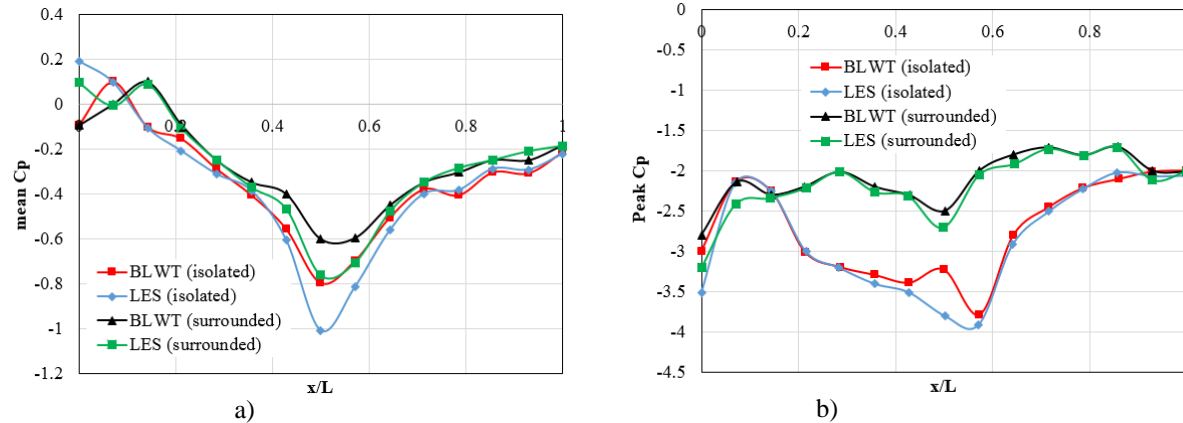 0.4
0.2
0
-0.2
-0.4
-0.6
-0.8
-1
-1.2
mean Cp
0.2
0.4
0.6
0.8
1
x/L
BLWT (isolated)
LES (isolated)
BLWT (surrounded)
LES (surrounded)
a)
0
-0.5
-1
-1.5
-2
-2.5
-3
-3.5
-4
-4.5
Peak Cp
0
0.2
0.4
0.6
0.8
x/L
BLWT (isolated)
LES (isolated)
BLWT (surrounded)
LES (surrounded)
b)